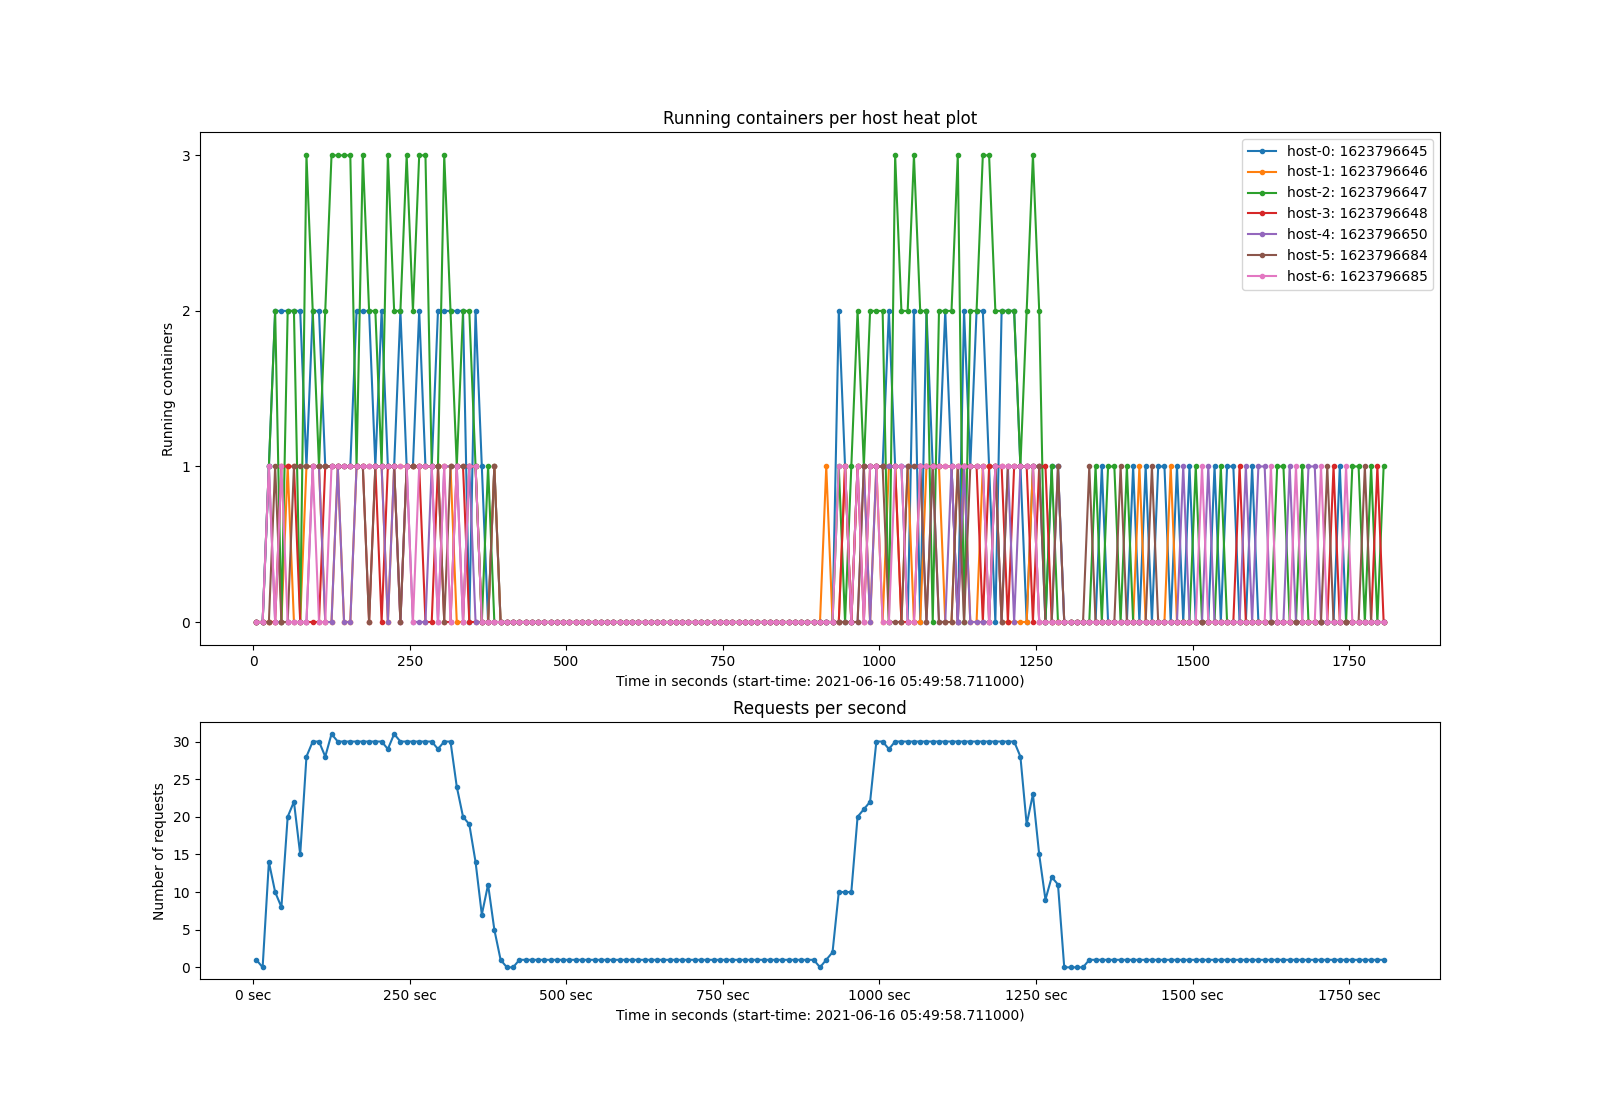 Running containers per host heat plot
3
2
1
0
Running containers
host-0: 1623796645
host-1: 1623796646
host-2: 1623796647
host-3: 1623796648
host-4: 1623796650
host-5: 1623796684
host-6: 1623796685
0 250 500 750 1000 1250 1500 1750
Time in seconds (start-time: 2021-06-16 05:49:58.711000)
Requests per second
30
25
20
15
10
5
0
Number of requests
0 sec 250 sec 500 sec 750 sec 1000 sec 1250 sec 1500 sec 1750 sec
Time in seconds (start-time: 2021-06-16 05:49:58.711000)